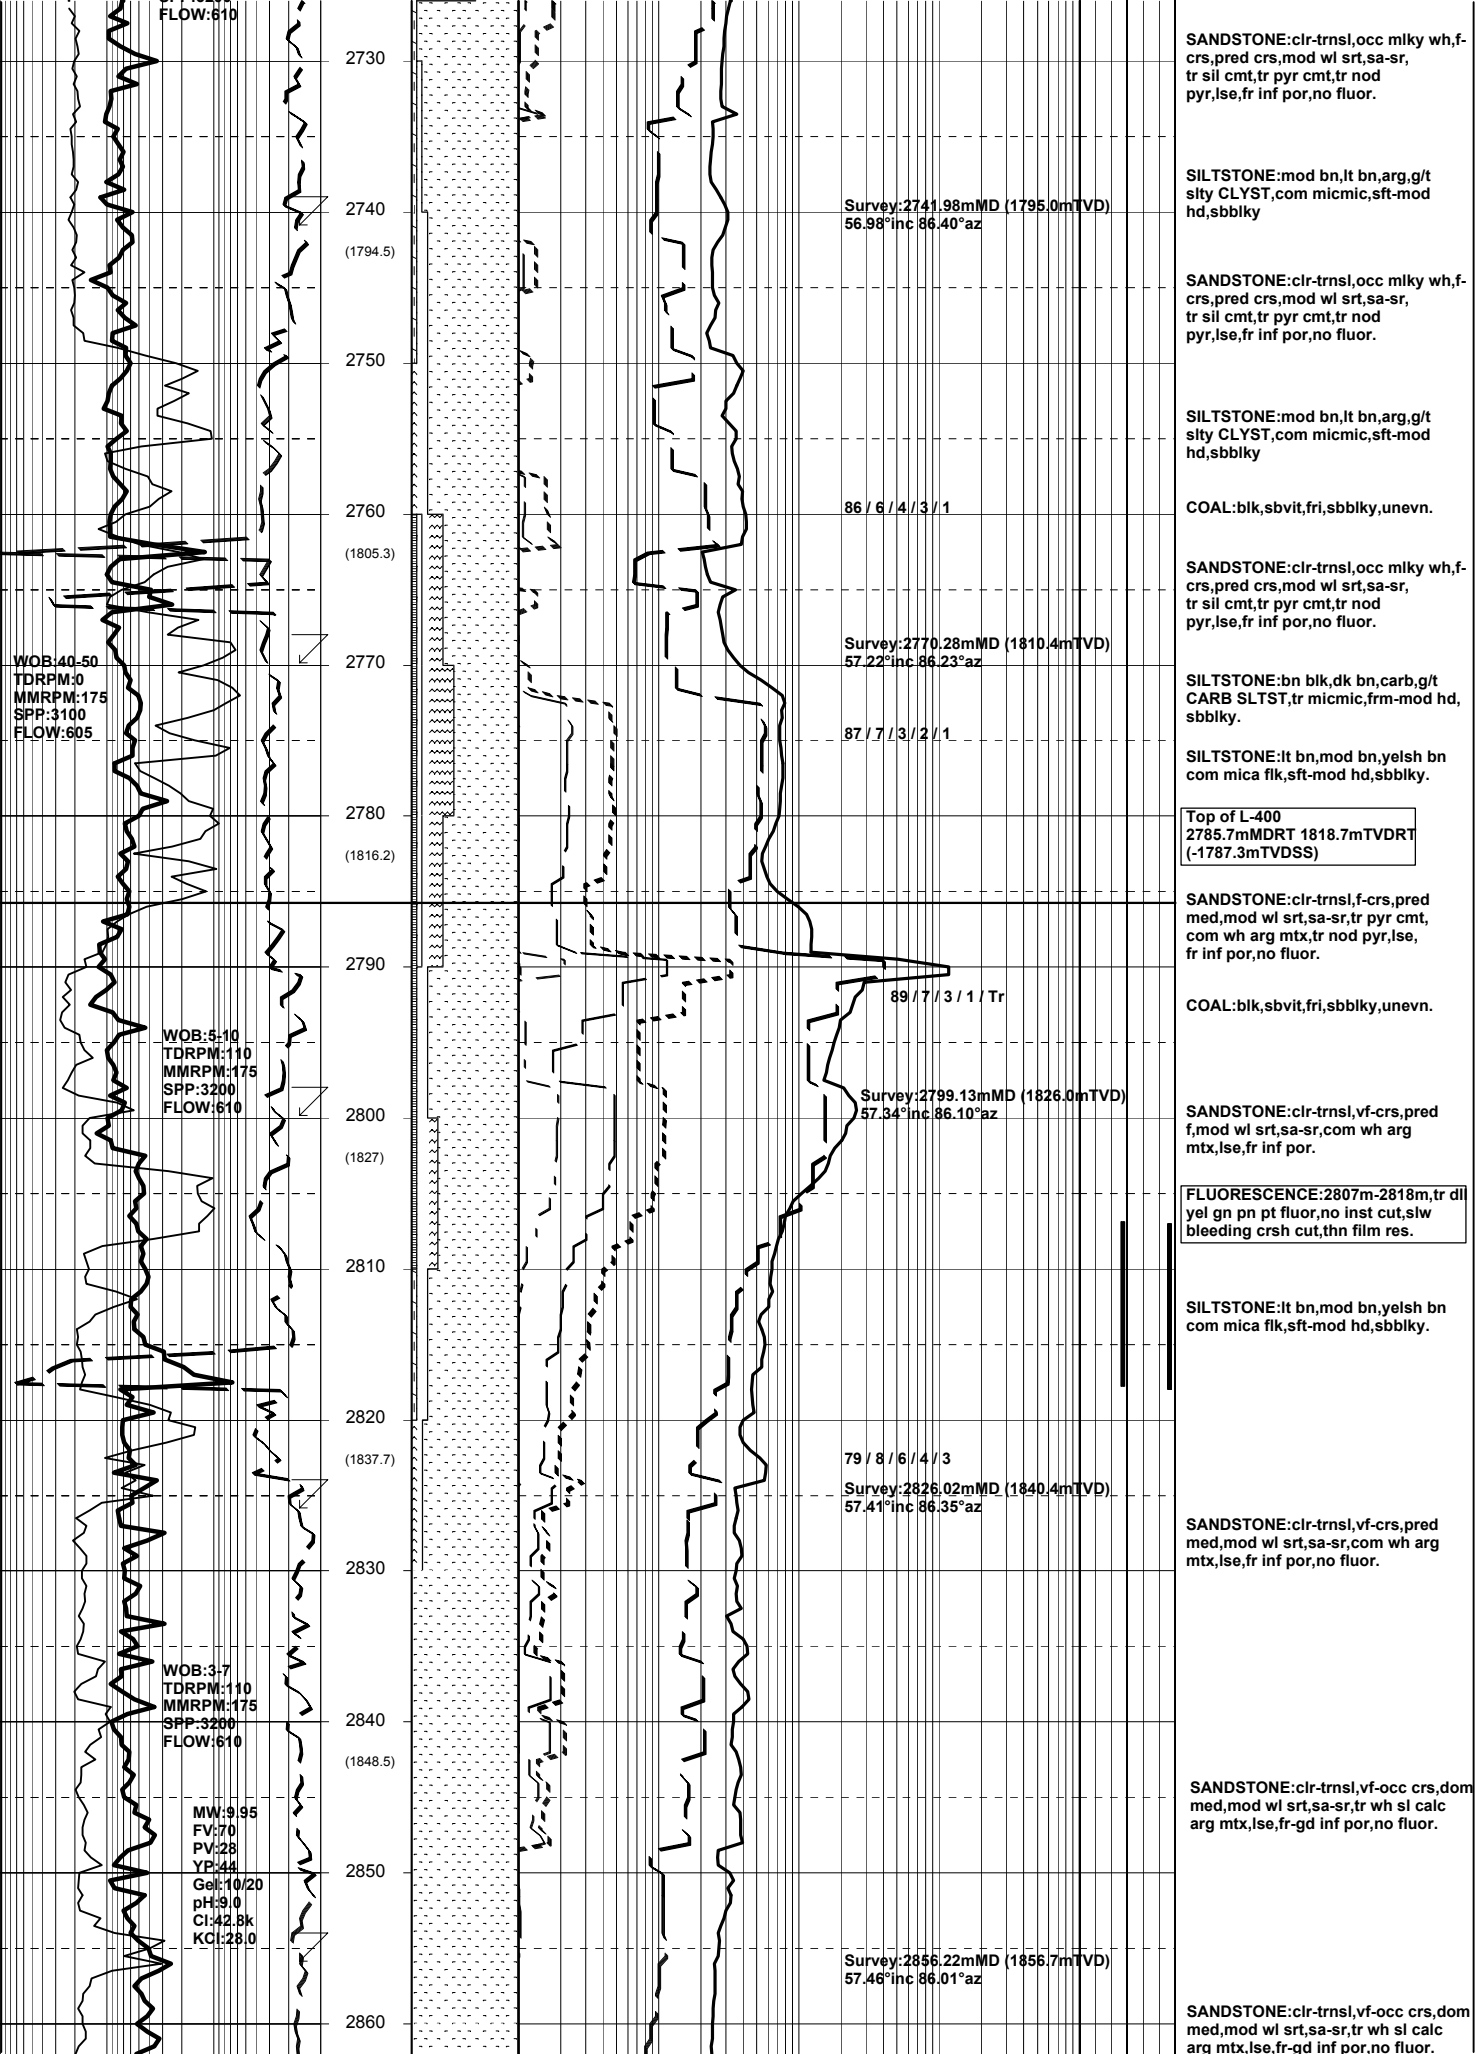 FLOW:610
2730
2740
(1794.5)
2750
2760
(1805.3)
2770
2780
(1816.2)
2790
2800
(1827)
2810
2820
(1837.7)
2830
2840
(1848.5)
2850
2860
WOB:40-50
TDRPM:0
MMRPM:175
SPP:3100
FLOW:605
WOB:5-10
TDRPM:110
MMRPM:175
SPP:3200
FLOW:610
WOB:3-7
TDRPM:110
MMRPM:175
SPP:3200
FLOW:610
MW:9.95
FV:70
PV:28
YP:44
Gel:10/20
pH:9.0
Cl:42.8k
KCl:28.0
Survey:2741.98mMD (1795.0mTVD)
56.98°inc 86.40°az
86 / 6 / 4 / 3 / 1
Survey:2770.28mMD (1810.4mTVD)
57.22°inc 86.23°az
87 / 7 / 3 / 2 / 1
89 / 7 / 3 / 1 / Tr
Survey:2799.13mMD (1826.0mTVD)
57.34°inc 86.10°az
79 / 8 / 6 / 4 / 3
Survey:2826.02mMD (1840.4mTVD)
57.41°inc 86.35°az
Survey:2856.22mMD (1856.7mTVD)
57.46°inc 86.01°az
SANDSTONE:clr-trnsl,occ mlky wh,f-
crs,pred crs,mod wl srt,sa-sr,
tr sil cmt,tr pyr cmt,tr nod
pyr,lse,fr inf por,no fluor.
SILTSTONE:mod bn,lt bn,arg,g/t
slty CLYST,com micmic,sft-mod
hd,sbblky
SANDSTONE:clr-trnsl,occ mlky wh,f-
crs,pred crs,mod wl srt,sa-sr,
tr sil cmt,tr pyr cmt,tr nod
pyr,lse,fr inf por,no fluor.
SILTSTONE:mod bn,lt bn,arg,g/t
slty CLYST,com micmic,sft-mod
hd,sbblky
COAL:blk,sbvit,fri,sbblky,unevn.
SANDSTONE:clr-trnsl,occ mlky wh,f-
crs,pred crs,mod wl srt,sa-sr,
tr sil cmt,tr pyr cmt,tr nod
pyr,lse,fr inf por,no fluor.
SILTSTONE:bn blk,dk bn,carb,g/t
CARB SLTST,tr micmic,frm-mod hd,
sbblky.
SILTSTONE:lt bn,mod bn,yelsh bn
com mica flk,sft-mod hd,sbblky.
Top of L-400
2785.7mMDRT 1818.7mTVDRT
(-1787.3mTVDSS)
SANDSTONE:clr-trnsl,f-crs,pred
med,mod wl srt,sa-sr,tr pyr cmt,
com wh arg mtx,tr nod pyr,lse,
fr inf por,no fluor.
COAL:blk,sbvit,fri,sbblky,unevn.
SANDSTONE:clr-trnsl,vf-crs,pred
f,mod wl srt,sa-sr,com wh arg
mtx,lse,fr inf por.
FLUORESCENCE:2807m-2818m,tr dll
yel gn pn pt fluor,no inst cut,slw
bleeding crsh cut,thn film res.
SILTSTONE:lt bn,mod bn,yelsh bn
com mica flk,sft-mod hd,sbblky.
SANDSTONE:clr-trnsl,vf-crs,pred
med,mod wl srt,sa-sr,com wh arg
mtx,lse,fr inf por,no fluor.
SANDSTONE:clr-trnsl,vf-occ crs,dom
med,mod wl srt,sa-sr,tr wh sl calc
arg mtx,lse,fr-gd inf por,no fluor.
SANDSTONE:clr-trnsl,vf-occ crs,dom
med,mod wl srt,sa-sr,tr wh sl calc
arg mtx,lse,fr-gd inf por,no fluor.